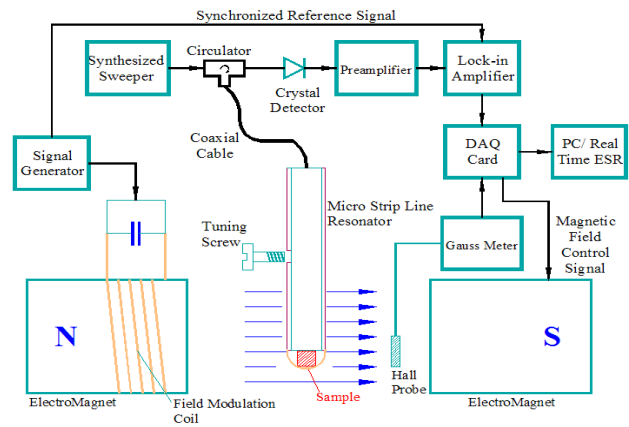 Synchronized Reference Signal
Circulator
Synthesized
Sweeper
Preamplifier
Lock-in
Amplifier
Crystal
Detector
Coaxial
Cable
Signal
Generator
DAQ
Card
PC/ Real
Time ESR
Micro Strip Line
Resonator
Tuning
Screw
Gauss Meter
Magnetic
Field
Control
Signal
N
S
Hall
Probe
Sample
Field Modulation
Coil
ElectroMagnet
ElectroMagnet